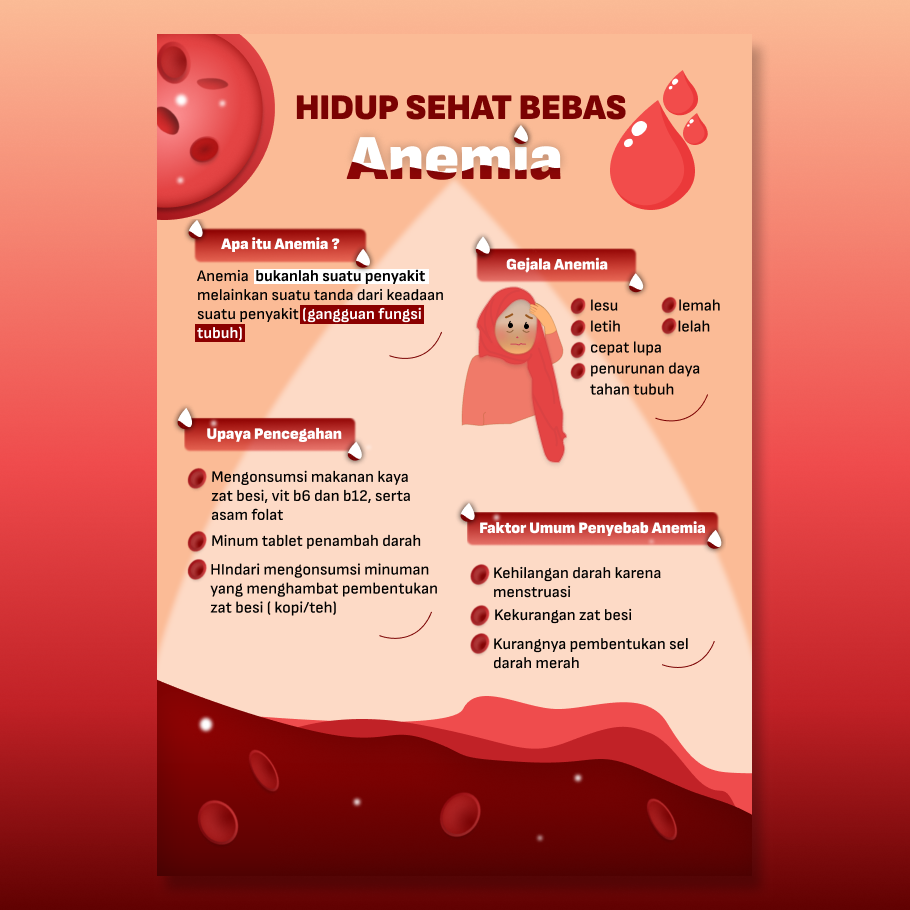 HIDUP SEHAT BEBAS
Anemia
Apa itu Anemia ?
Anemia bukanlah suatu penyakit
melainkan suatu tanda dari keadaan
suatu penyakit (gangguan fungsi
tubuh)
Gejala Anemia
lesu
lemah
letih
lelah
cepat lupa
penurunan daya
tahan tubuh
Upaya Pencegahan
Mengonsumsi makanan kaya
zat besi, vit b6 dan b12, serta
asam folat
Minum tablet penambah darah
HIndari mengonsumsi minuman
yang menghambat pembentukan
zat besi ( kopi/teh)
Faktor Umum Penyebab Anemia
Kehilangan darah karena
menstruasi
Kekurangan zat besi
Kurangnya pembentukan sel
darah merah